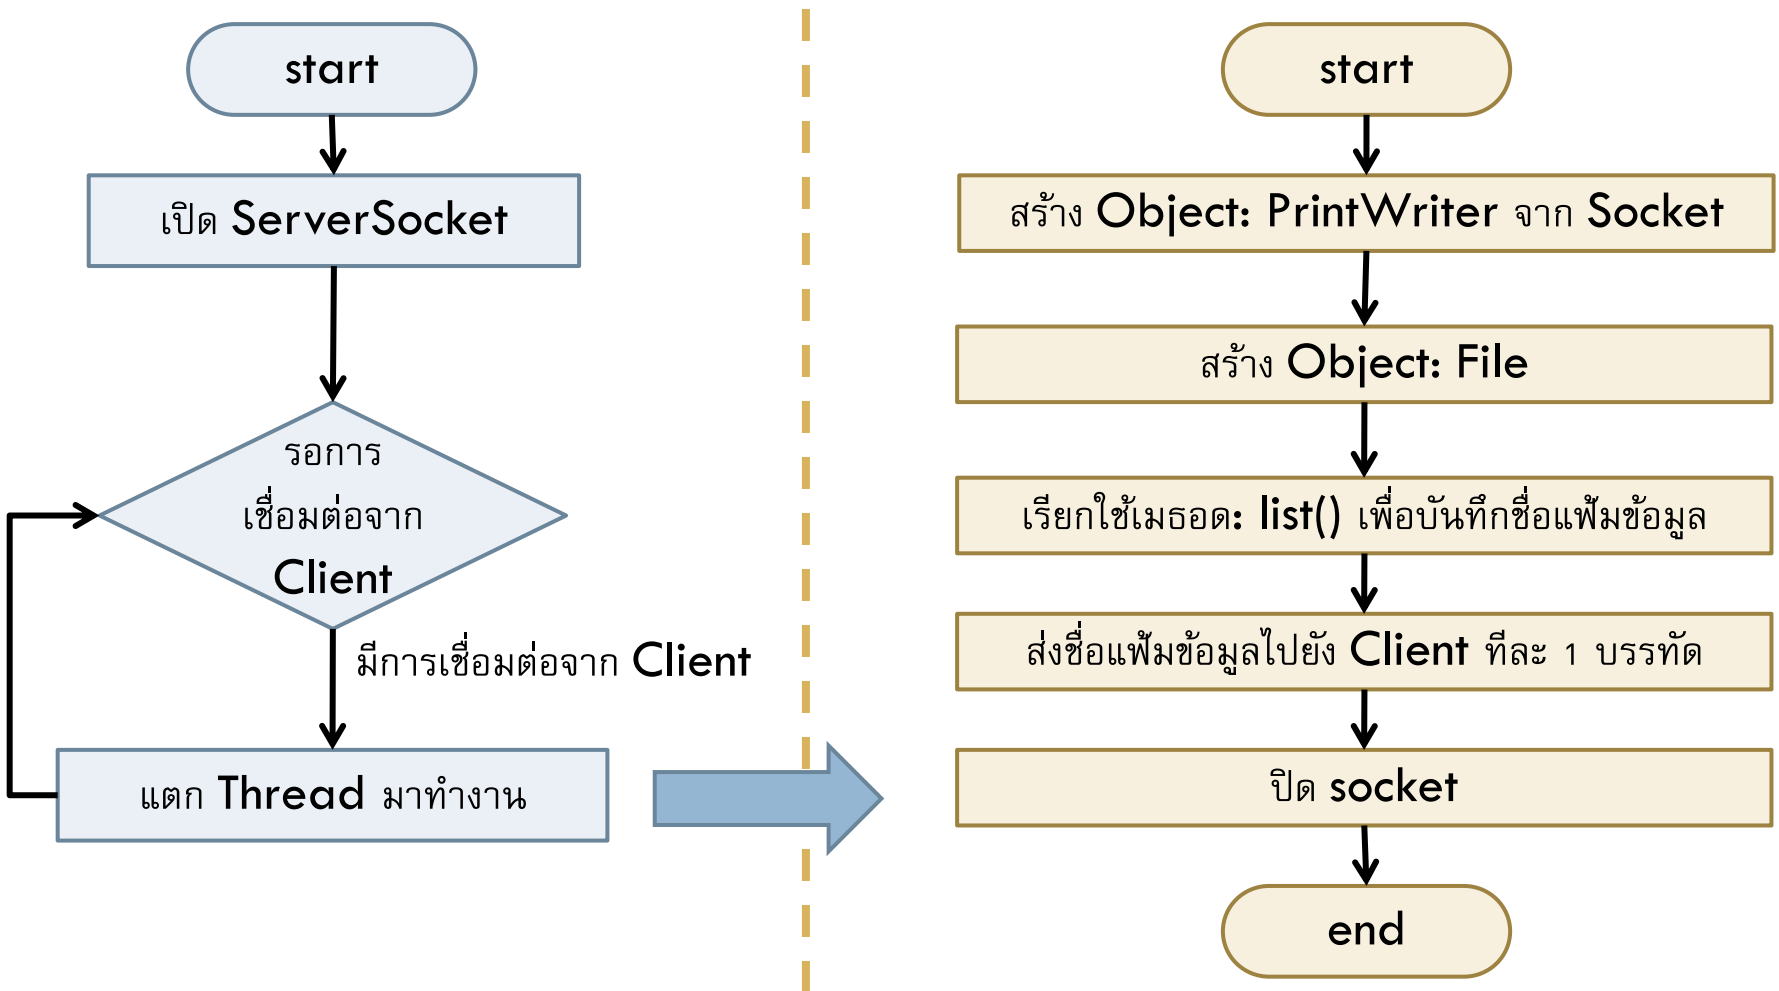 start
เปิด ServerSocket
รอการ
เชื่อมต่อจาก
Client
มีการเชื่อมต่อจาก Client
แตก Thread มาทำงาน
start
สร้าง Object: PrintWriter จาก Socket
สร้าง Object: File
เรียกใช้เมธอด: list() เพื่อบันทึกชื่อแฟ้มข้อมูล
ส่งชื่อแฟ้มข้อมูลไปยัง Client ทีละ 1 บรรทัด
ปิด socket
end